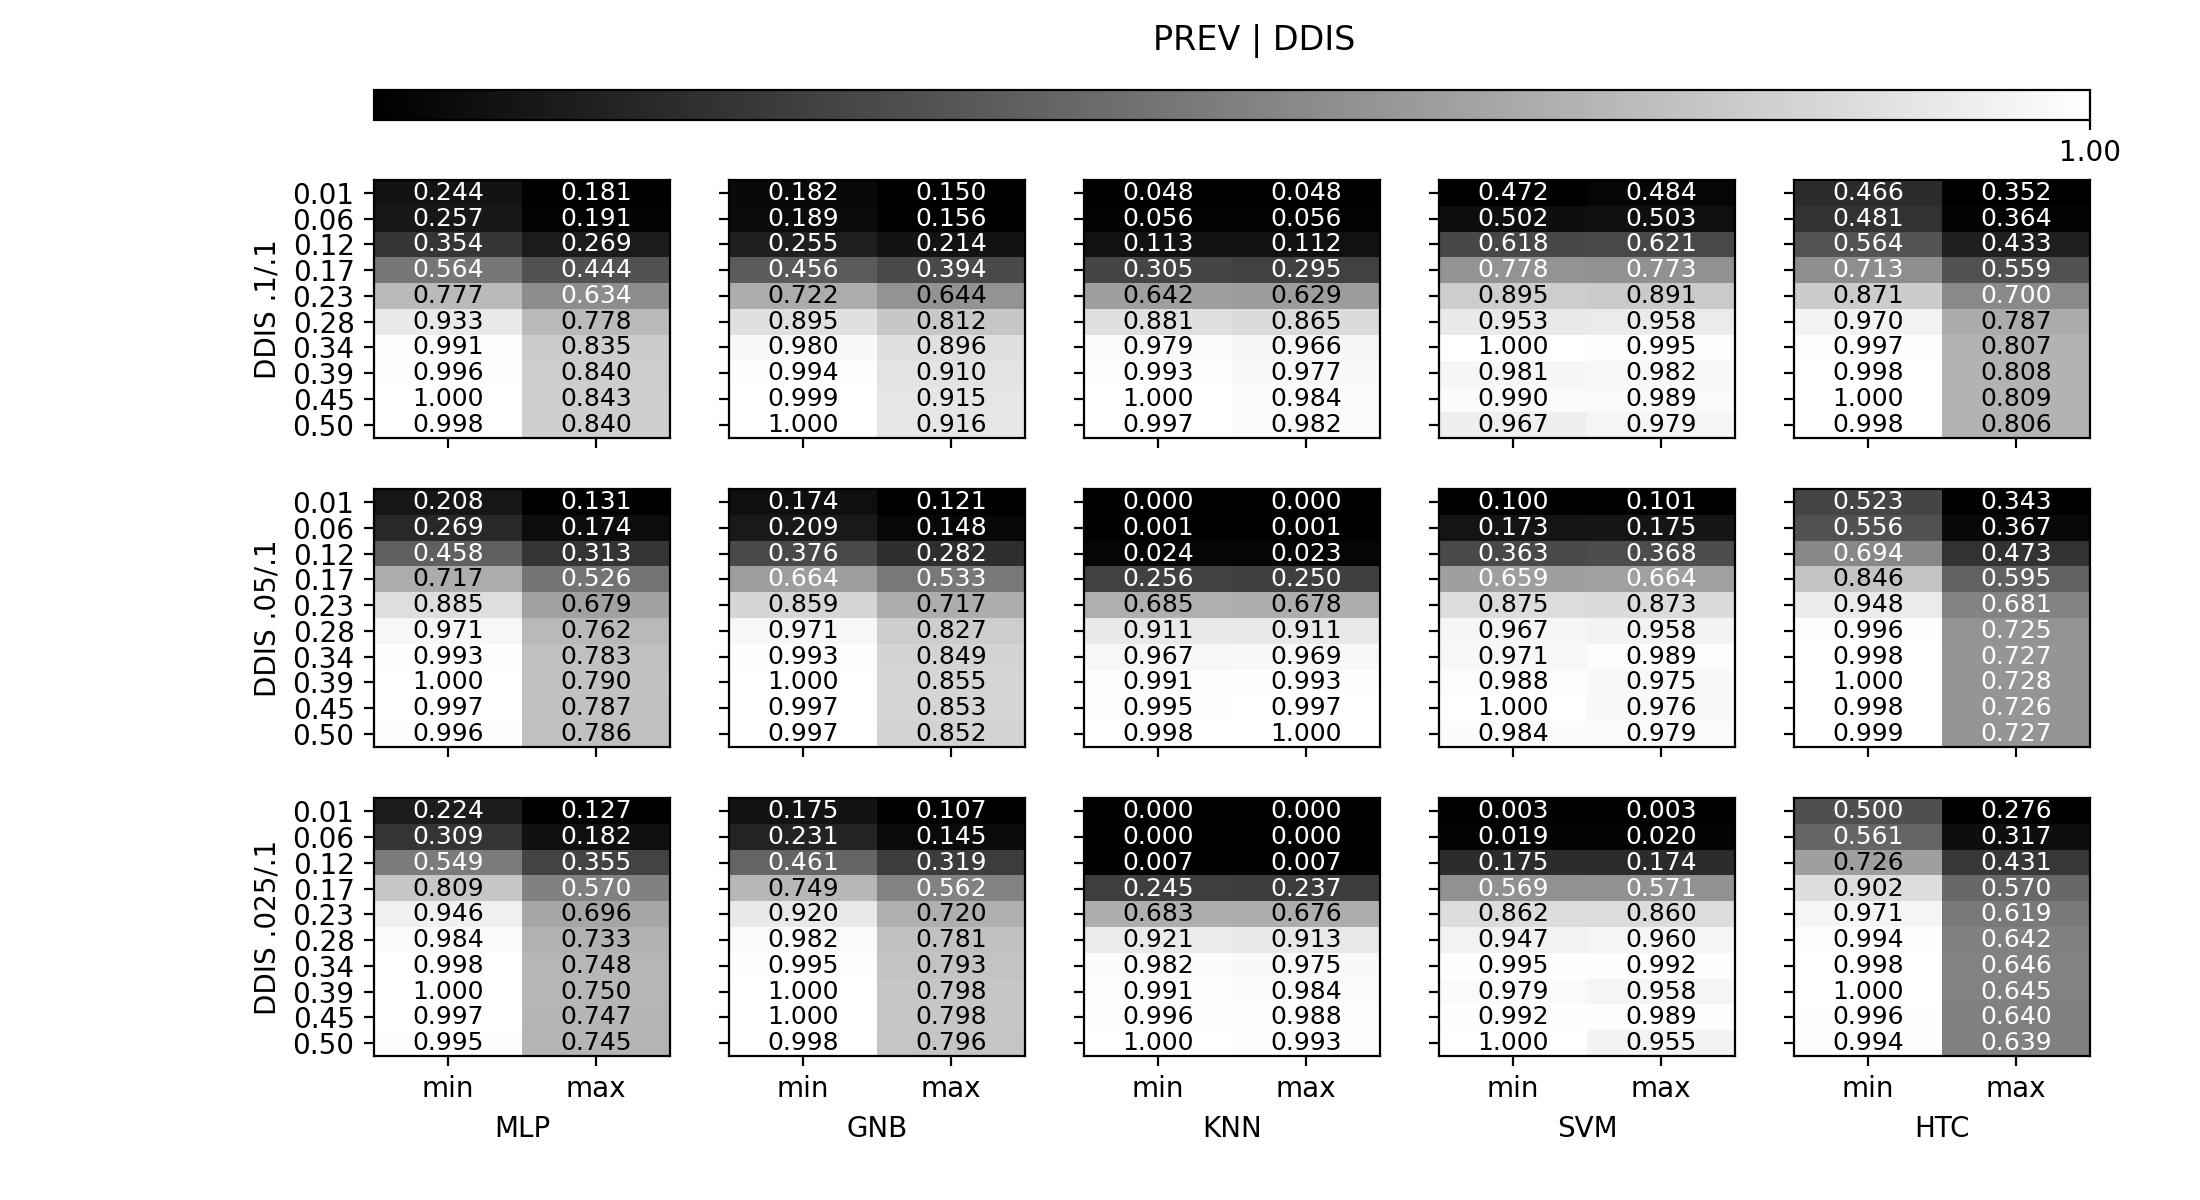 PREV | DDIS
1.00
0.01 0.244 0.181 0.182 0.150 0.048 0.048 0.472 0.484 0.466 0.352
0.06 0.257 0.191 0.189 0.156 0.056 0.056 0.502 0.503 0.481 0.364
0.12 0.354 0.269 0.255 0.214 0.113 0.112 0.618 0.621 0.564 0.433
0.17 0.564 0.444 0.456 0.394 0.305 0.295 0.778 0.773 0.713 0.559
0.23 0.777 0.634 0.722 0.644 0.642 0.629 0.895 0.891 0.871 0.700
DDIS .1/.1
0.28 0.933 0.778 0.895 0.812 0.881 0.865 0.953 0.958 0.970 0.787
0.34 0.991 0.835 0.980 0.896 0.979 0.966 1.000 0.995 0.997 0.807
0.39 0.996 0.840 0.994 0.910 0.993 0.977 0.981 0.982 0.998 0.808
0.45 1.000 0.843 0.999 0.915 1.000 0.984 0.990 0.989 1.000 0.809
0.50 0.998 0.840 1.000 0.916 0.997 0.982 0.967 0.979 0.998 0.806
0.01 0.208 0.131 0.174 0.121 0.000 0.000 0.100 0.101 0.523 0.343
0.06 0.269 0.174 0.209 0.148 0.001 0.001 0.173 0.175 0.556 0.367
0.12 0.458 0.313 0.376 0.282 0.024 0.023 0.363 0.368 0.694 0.473
0.17 0.717 0.526 0.664 0.533 0.256 0.250 0.659 0.664 0.846 0.595
0.23 0.885 0.679 0.859 0.717 0.685 0.678 0.875 0.873 0.948 0.681
DDIS .05/.1
0.28 0.971 0.762 0.971 0.827 0.911 0.911 0.967 0.958 0.996 0.725
0.34 0.993 0.783 0.993 0.849 0.967 0.969 0.971 0.989 0.998 0.727
0.39 1.000 0.790 1.000 0.855 0.991 0.993 0.988 0.975 1.000 0.728
0.45 0.997 0.787 0.997 0.853 0.995 0.997 1.000 0.976 0.998 0.726
0.50 0.996 0.786 0.997 0.852 0.998 1.000 0.984 0.979 0.999 0.727
0.01 0.224 0.127 0.175 0.107 0.000 0.000 0.003 0.003 0.500 0.276
0.06 0.309 0.182 0.231 0.145 0.000 0.000 0.019 0.020 0.561 0.317
0.12 0.549 0.355 0.461 0.319 0.007 0.007 0.175 0.174 0.726 0.431
0.17 0.809 0.570 0.749 0.562 0.245 0.237 0.569 0.571 0.902 0.570
0.23 0.946 0.696 0.920 0.720 0.683 0.676 0.862 0.860 0.971 0.619
DDIS .025/.1
0.28 0.984 0.733 0.982 0.781 0.921 0.913 0.947 0.960 0.994 0.642
0.34 0.998 0.748 0.995 0.793 0.982 0.975 0.995 0.992 0.998 0.646
0.39 1.000 0.750 1.000 0.798 0.991 0.984 0.979 0.958 1.000 0.645
0.45 0.997 0.747 1.000 0.798 0.996 0.988 0.992 0.989 0.996 0.640
0.50 0.995 0.745 0.998 0.796 1.000 0.993 1.000 0.955 0.994 0.639
min max min max min max min max min max
MLP GNB KNN SVM HTC